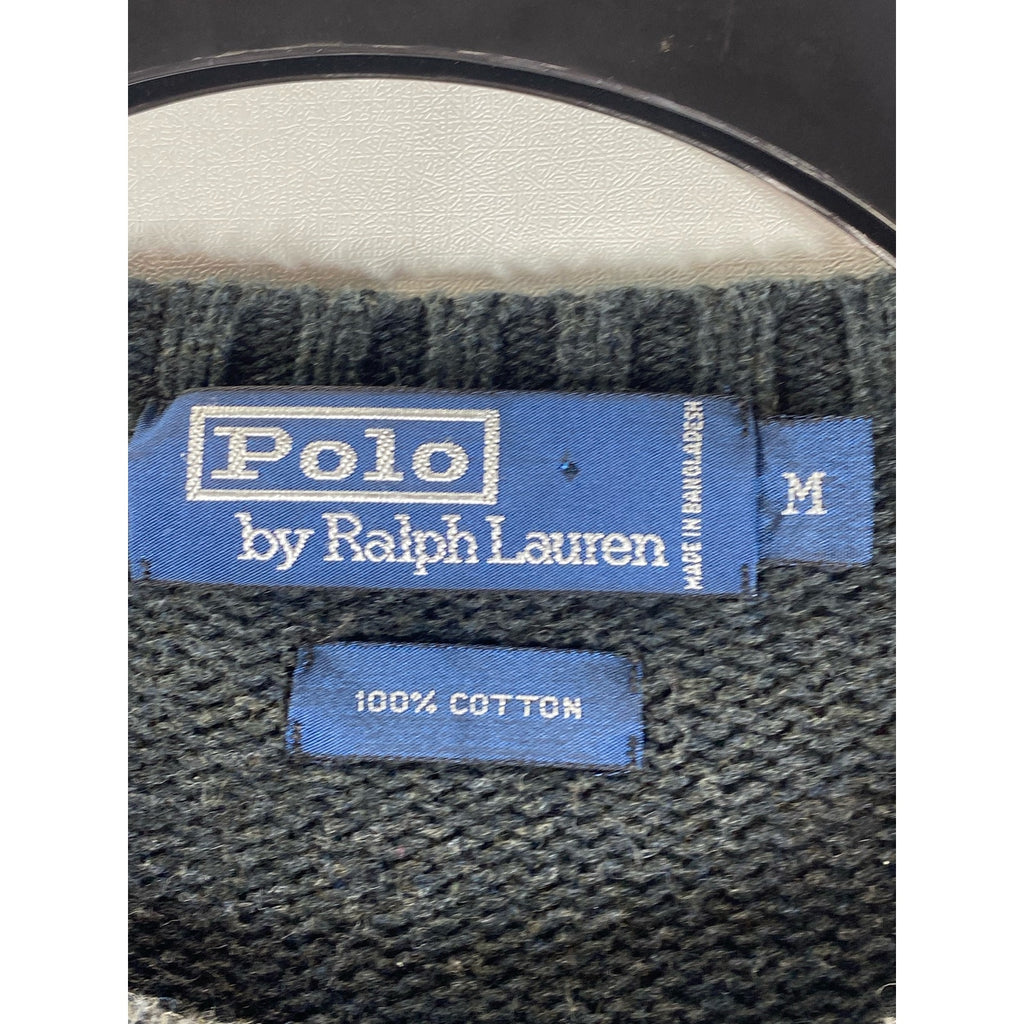 Polo
by Ralph Lauren
MADE IN BANGLADESH
M
100% COTTON